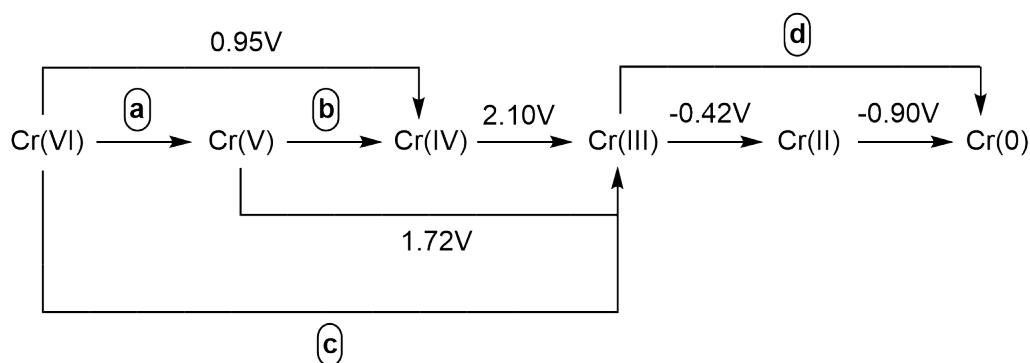 d
0.95V
a b 2.10V -0.42V -0.90V
Cr(VI) Cr(V) Cr(IV) Cr(III) Cr(II) Cr(0)
1.72V
c